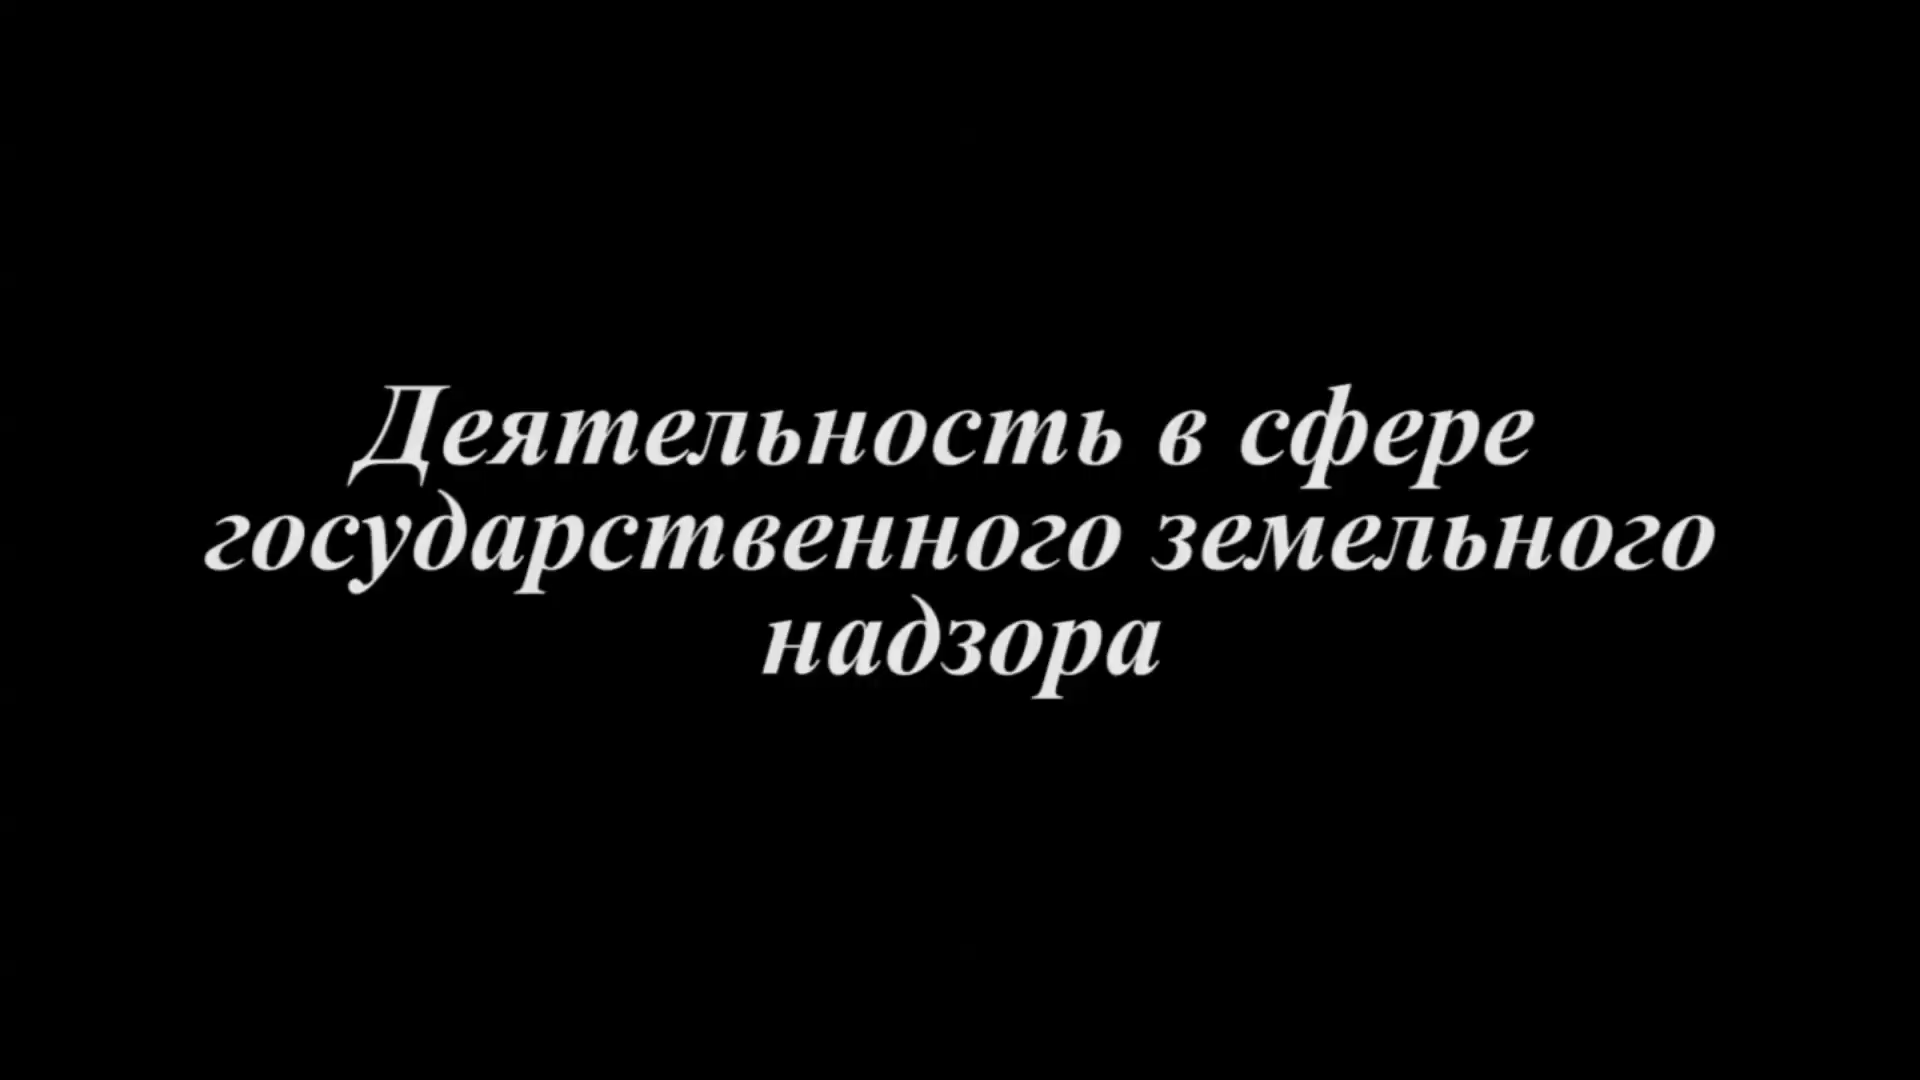 Деятельность в сфере
государственного земельного
надзора